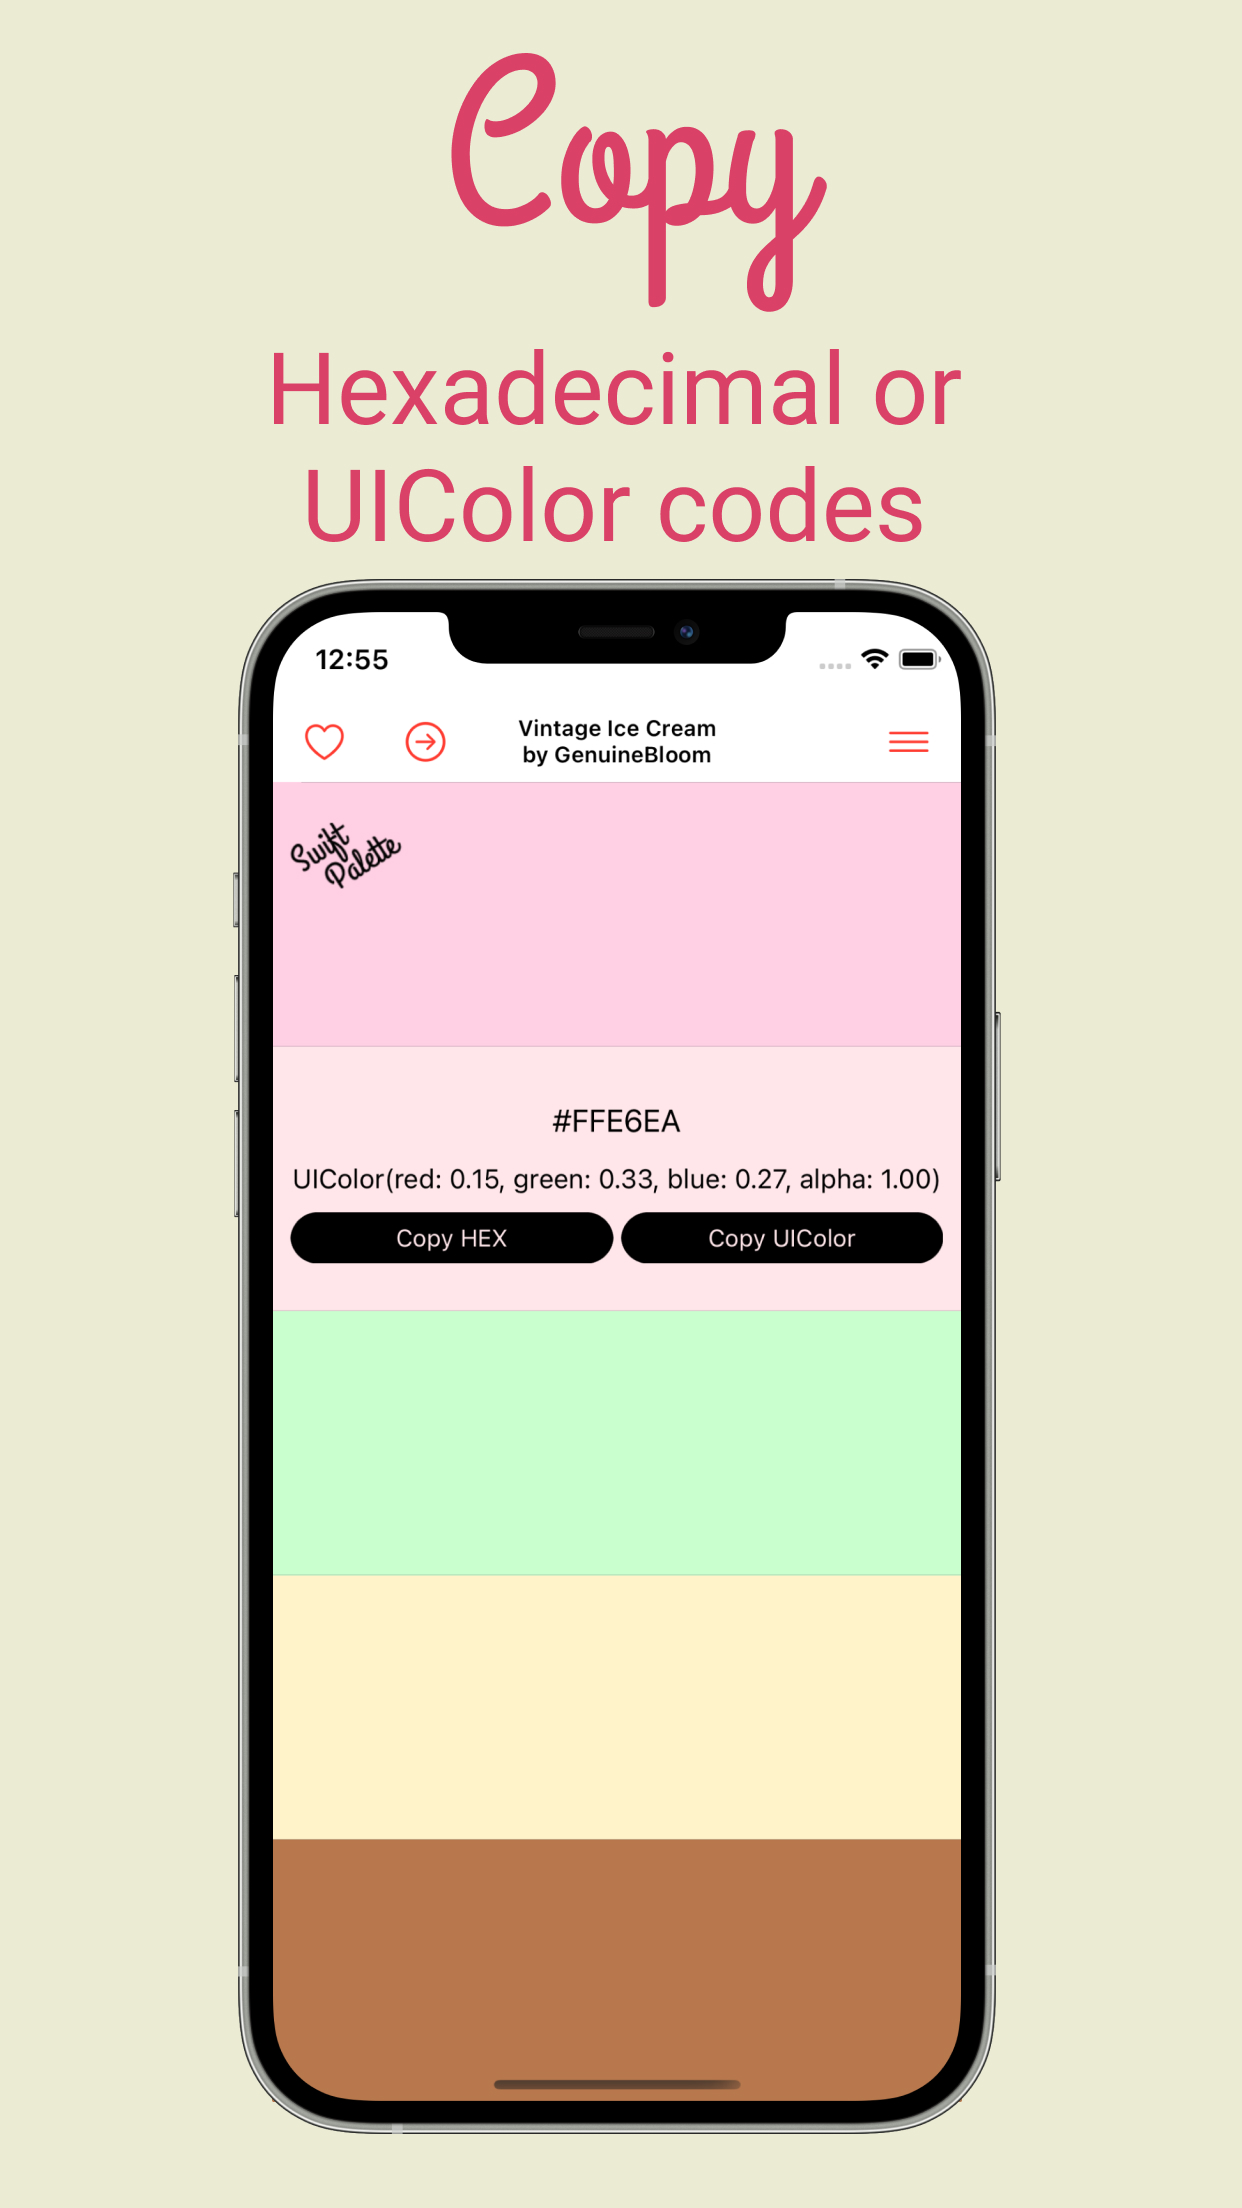 Copy
Hexadecimal or
UIColor codes
12:55
Vintage Ice Cream
by GenuineBloom
Swift
Palette
#FFE6EA
UIColor(red: 0.15, green: 0.33, blue: 0.27, alpha: 1.00)
Copy HEX
Copy UIColor